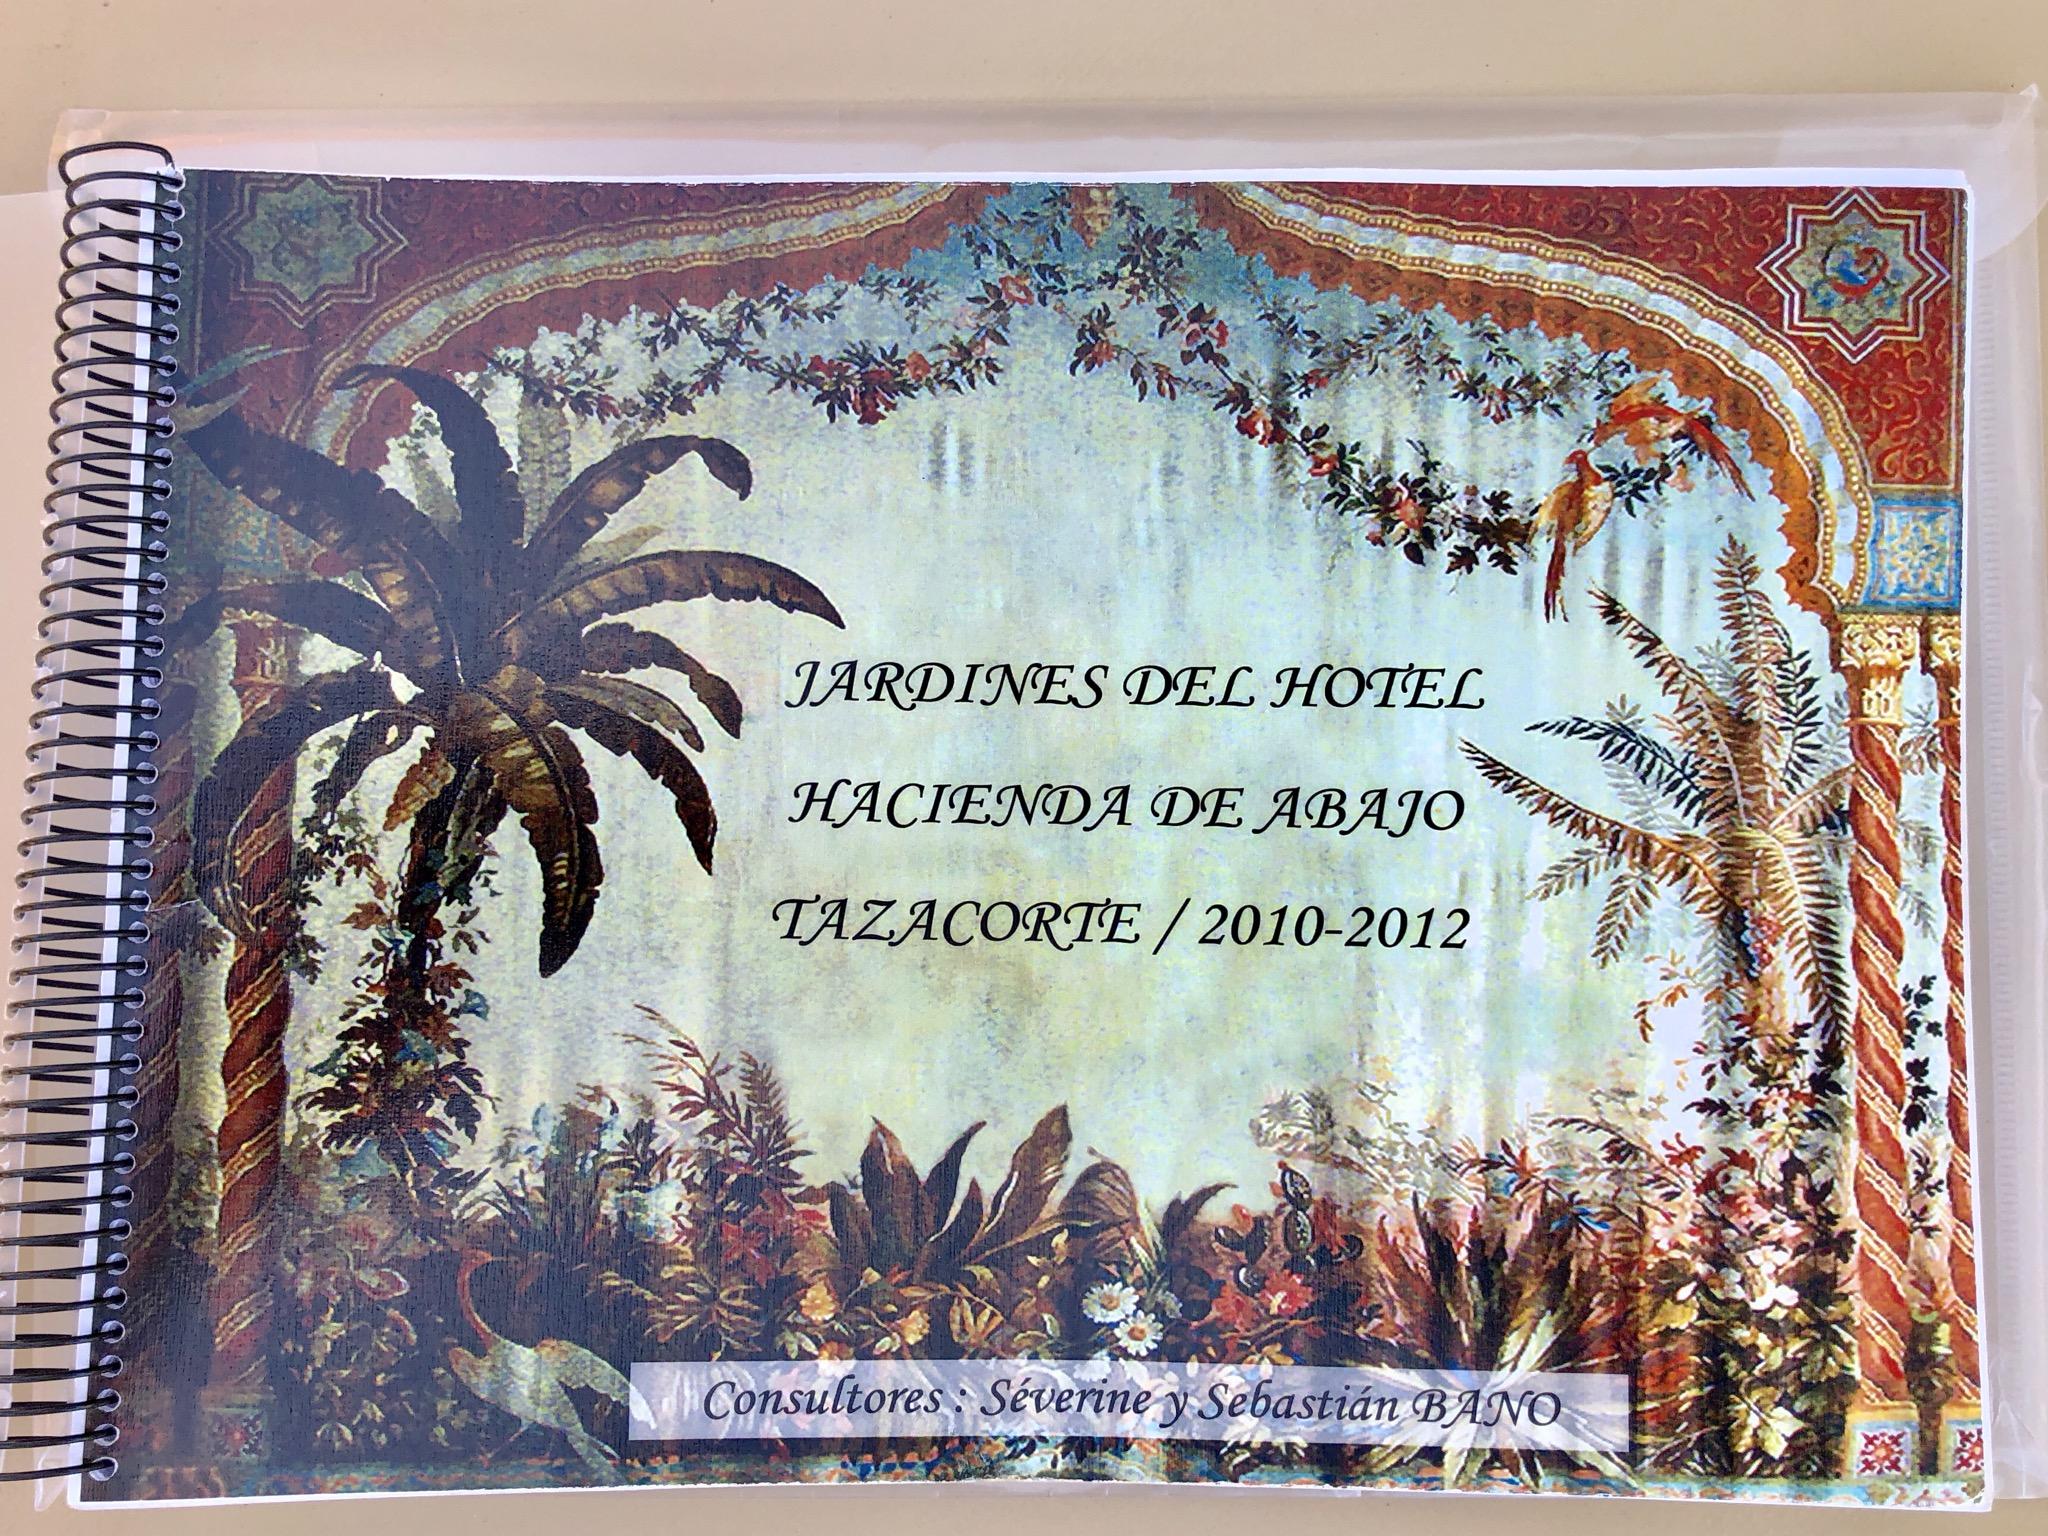 JARDINES DEL HOTEL
HACIENDA DE ABAJO
TAZACORTE / 2010-2012
Consultores : Séverine y Sebastián BANO